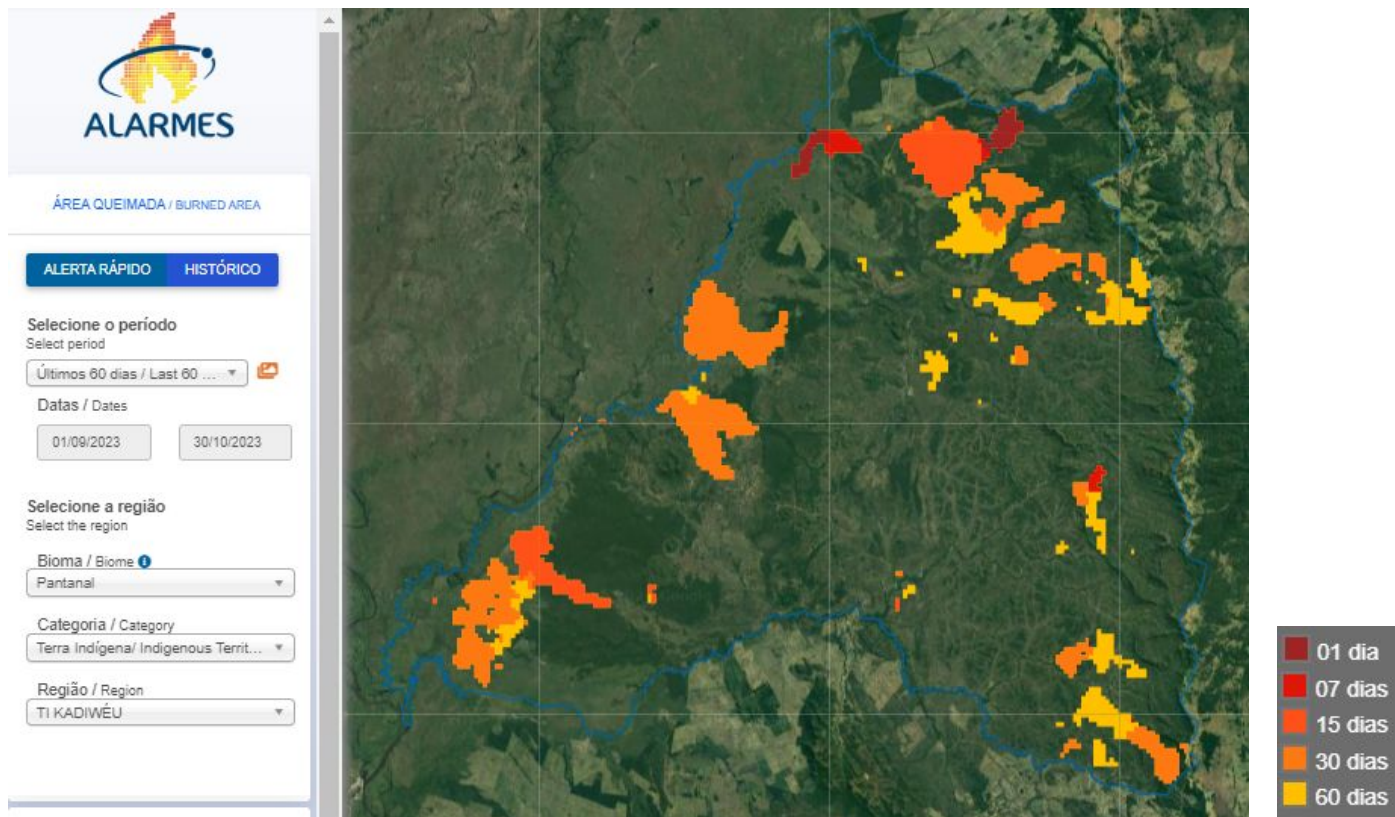 ALARMES
ÁREA QUEIMADA / BURNED AREA
ALERTA RÁPIDO HISTÓRICO
Selecione o período
Select period
Últimos 60 dias / Last 60 ...
Datas / Dates
01/09/2023 30/10/2023
Selecione a região
Select the region
Bioma / Biome
Pantanal
Categoria / Category
Terra Indígena/ Indigenous Territ...
Região / Region
TI KADIWÉU
01 dia
07 dias
15 dias
30 dias
60 dias